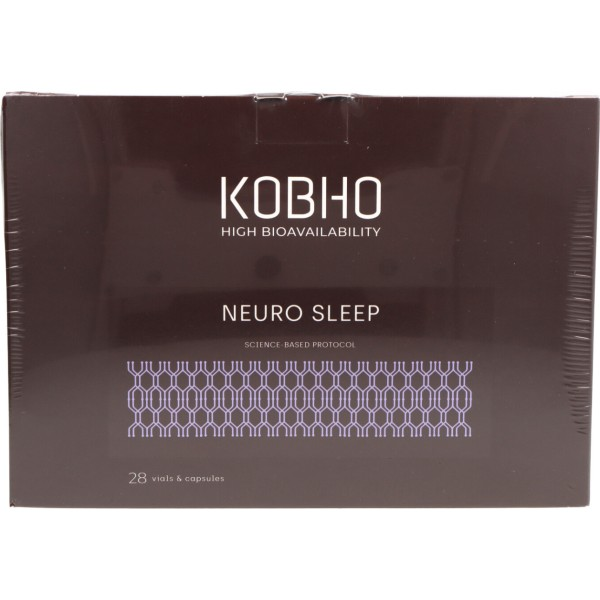 KOBHO
HIGH BIOAVAILABILITY
NEURO SLEEP
SCIENCE-BASED PROTOCOL
28 vials & capsules